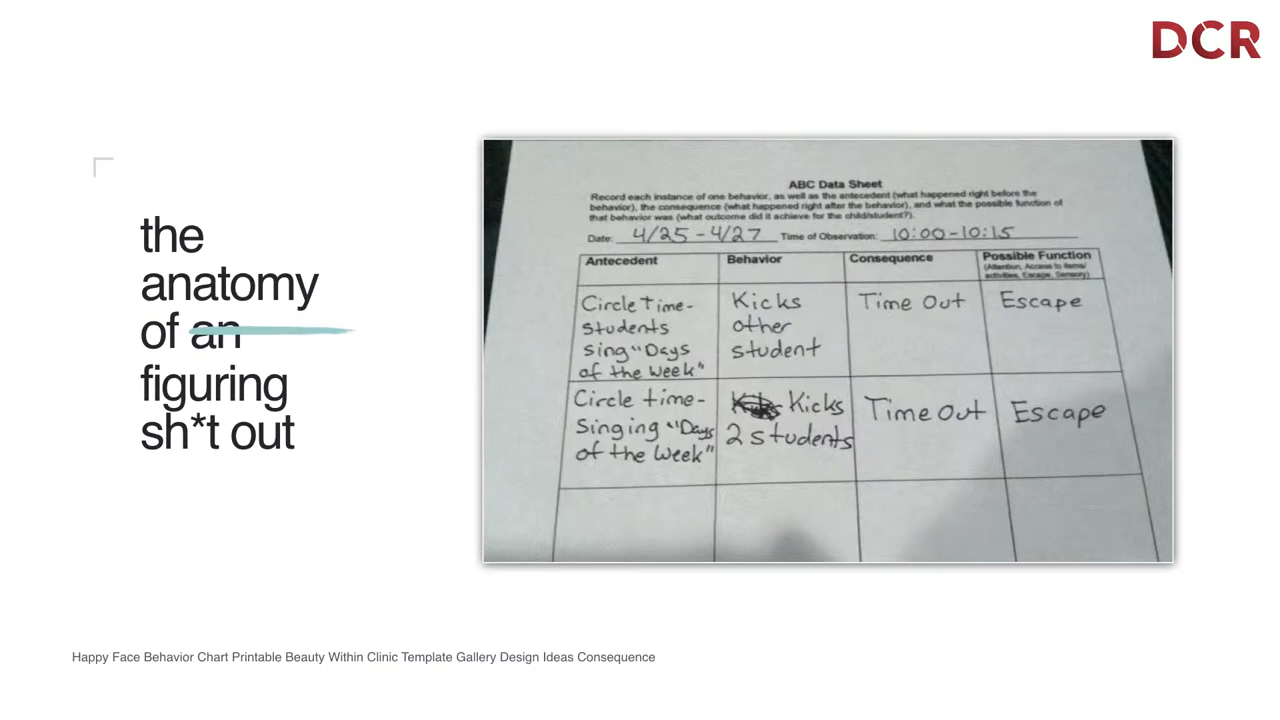 DCR
the
anatomy
of an
figuring
sh*t out
ABC Data Sheet
Record each instance of one behavior, as well as the antecedent (what happened right before the
behavior), the consequence (what happened right after the behavior), and what the possible function of
that behavior was (what outcome did it achieve for the child/student?).
Date: 4/25 - 4/27 Time of Observation: 10:00-10:15
Antecedent Behavior Consequence Possible Function
(Attention, Access to items/
activities, Escape, Sensory)
Circle time-
students
sing "Days
of the week"
Kicks
other
student
Time Out
Escape
Circle time-
Singing "Days
of the Week"
Kicks
2 students
Time Out
Escape
Happy Face Behavior Chart Printable Beauty Within Clinic Template Gallery Design Ideas Consequence